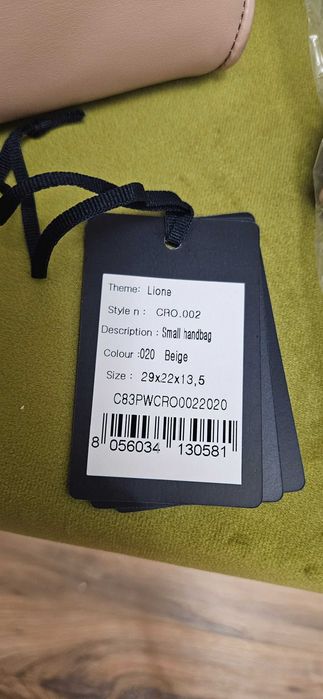 Theme: Lione
Style n : CRO.002
Description : Small handbag
Colour :020 Beige
Size : 29x22x13,5
C83PWCRO0022020
8 056034 130581